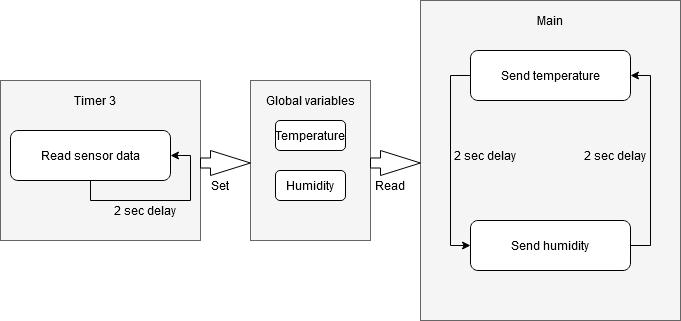 Timer 3
Read sensor data
2 sec delay
Set
Global variables
Temperature
Humidity
Read
Main
Send temperature
2 sec delay
2 sec delay
Send humidity